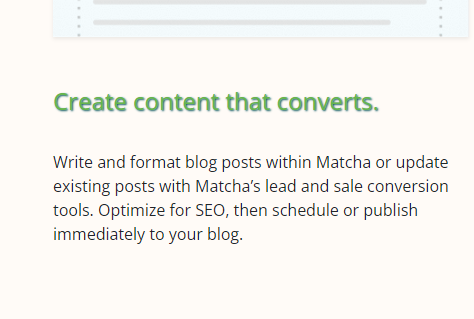 Create content that converts.
Write and format blog posts within Matcha or update
existing posts with Matcha’s lead and sale conversion
tools. Optimize for SEO, then schedule or publish
immediately to your blog.